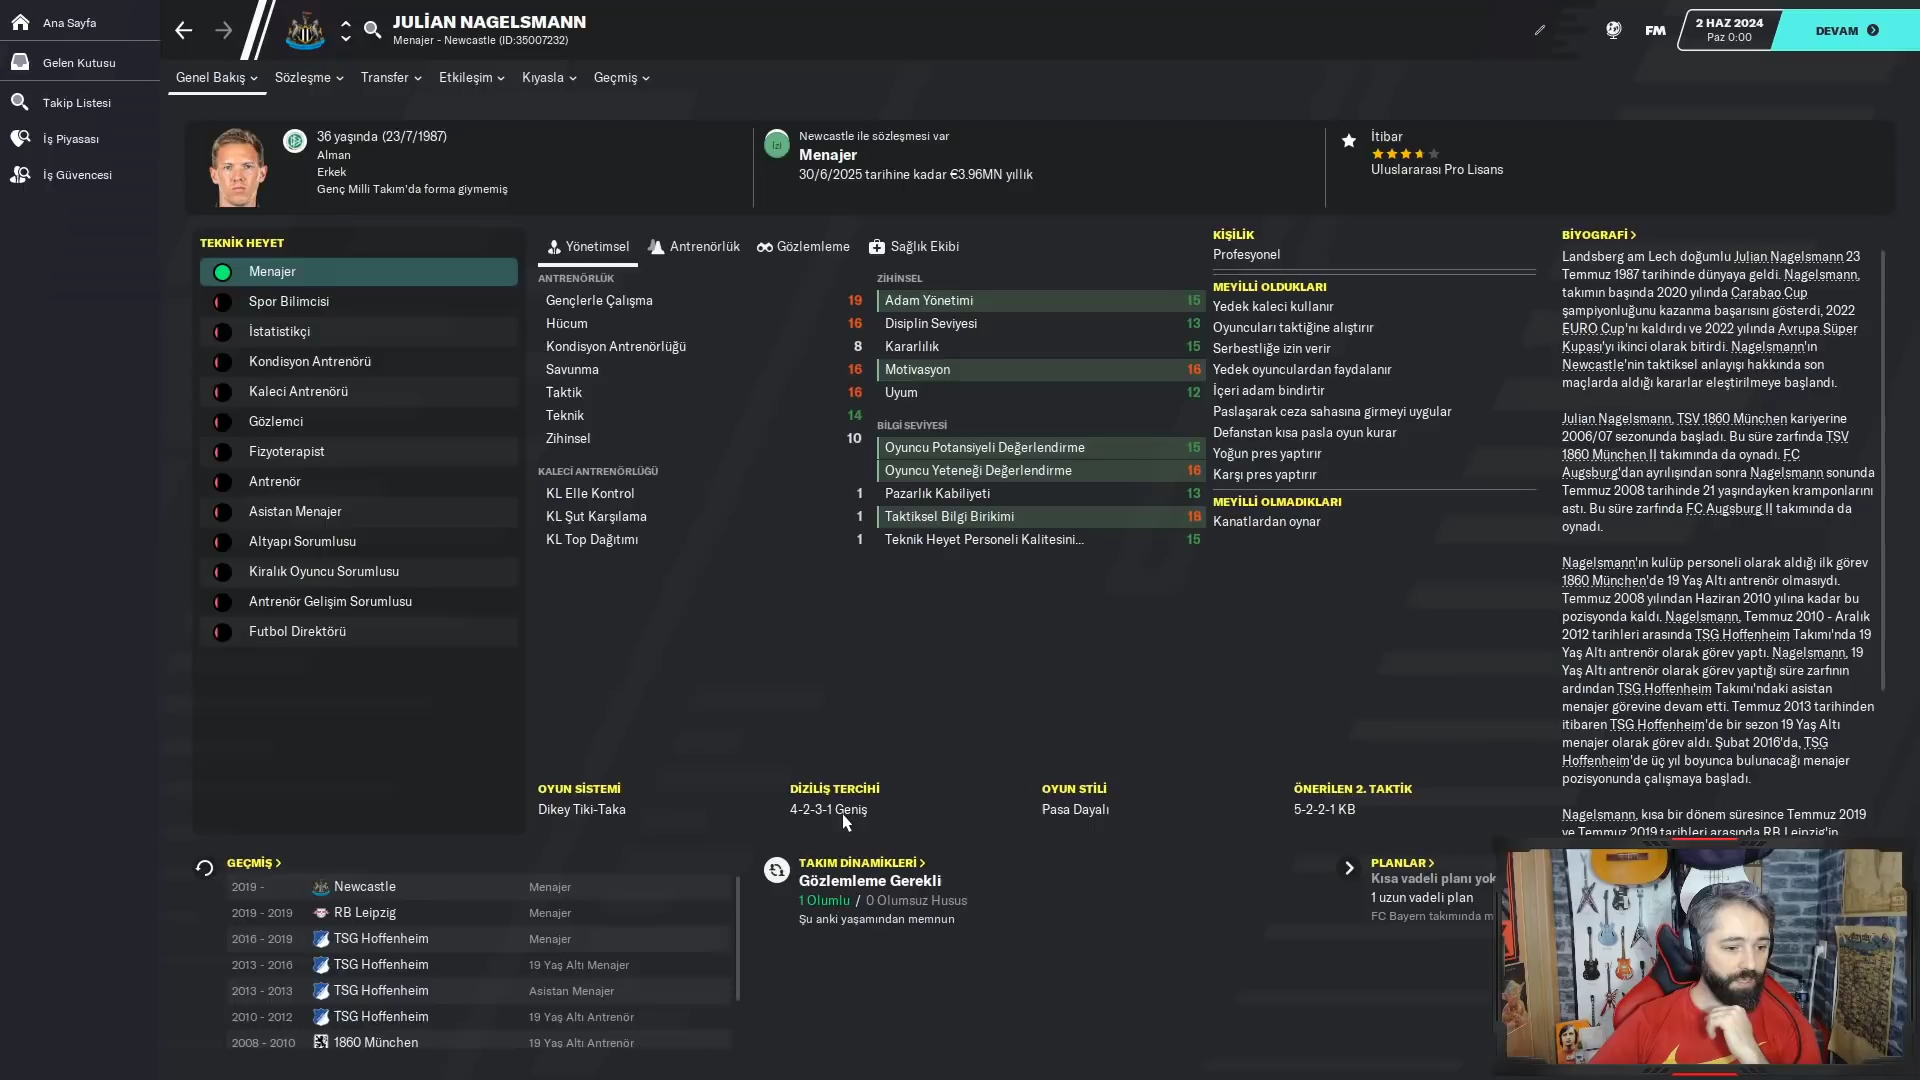 Ana Sayfa
Gelen Kutusu
Takip Listesi
İş Piyasası
İş Güvencesi
JULİAN NAGELSMANN
Menajer - Newcastle (ID:35007232)
FM
2 HAZ 2024
Paz 0:00
DEVAM
Genel Bakış
Sözleşme
Transfer
Etkileşim
Kıyasla
Geçmiş
36 yaşında (23/7/1987)
Alman
Erkek
Genç Milli Takım'da forma giymemiş
İzi
Newcastle ile sözleşmesi var
Menajer
30/6/2025 tarihine kadar €3.96MN yıllık
İtibar
Uluslararası Pro Lisans
TEKNİK HEYET
Menajer
Spor Bilimcisi
İstatistikçi
Kondisyon Antrenörü
Kaleci Antrenörü
Gözlemci
Fizyoterapist
Antrenör
Asistan Menajer
Altyapı Sorumlusu
Kiralık Oyuncu Sorumlusu
Antrenör Gelişim Sorumlusu
Futbol Direktörü
Yönetimsel
Antrenörlük
Gözlemleme
Sağlık Ekibi
ANTRENÖRLÜK
Gençlerle Çalışma 19
Hücum 16
Kondisyon Antrenörlüğü 8
Savunma 16
Taktik 16
Teknik 14
Zihinsel 10
KALECİ ANTRENÖRLÜĞÜ
KL Elle Kontrol 1
KL Şut Karşılama 1
KL Top Dağıtımı 1
ZİHİNSEL
Adam Yönetimi 15
Disiplin Seviyesi 13
Kararlılık 15
Motivasyon 16
Uyum 12
BİLGİ SEVİYESİ
Oyuncu Potansiyeli Değerlendirme 15
Oyuncu Yeteneği Değerlendirme 16
Pazarlık Kabiliyeti 13
Taktiksel Bilgi Birikimi 18
Teknik Heyet Personeli Kalitesini... 15
KİŞİLİK
Profesyonel
MEYİLLİ OLDUKLARI
Yedek kaleci kullanır
Oyuncuları taktiğine alıştırır
Serbestliğe izin verir
Yedek oyunculardan faydalanır
İçeri adam bindirtir
Paslaşarak ceza sahasına girmeyi uygular
Defanstan kısa pasla oyun kurar
Yoğun pres yaptırır
Karşı pres yaptırır
MEYİLLİ OLMADIKLARI
Kanatlardan oynar
BİYOGRAFİ
Landsberg am Lech doğumlu Julian Nagelsmann 23
Temmuz 1987 tarihinde dünyaya geldi. Nagelsmann,
takımın başında 2020 yılında Carabao Cup
şampiyonluğunu kazanma başarısını gösterdi, 2022
EURO Cup'nı kaldırdı ve 2022 yılında Avrupa Süper
Kupası'yı ikinci olarak bitirdi. Nagelsmann'ın
Newcastle'nin taktiksel anlayışı hakkında son
maçlarda aldığı kararlar eleştirilmeye başlandı.
Julian Nagelsmann, TSV 1860 München kariyerine
2006/07 sezonunda başladı. Bu süre zarfında TSV
1860 München II takımında da oynadı. FC
Augsburg'dan ayrılışından sonra Nagelsmann sonunda
Temmuz 2008 tarihinde 21 yaşındayken kramponlarını
astı. Bu süre zarfında FC Augsburg II takımında da
oynadı.
Nagelsmann'ın kulüp personeli olarak aldığı ilk görev
1860 München'de 19 Yaş Altı antrenör olmasıydı.
Temmuz 2008 yılından Haziran 2010 yılına kadar bu
pozisyonda kaldı. Nagelsmann, Temmuz 2010 - Aralık
2012 tarihleri arasında TSG Hoffenheim Takımı'nda 19
Yaş Altı antrenör olarak görev yaptı. Nagelsmann, 19
Yaş Altı antrenör olarak görev yaptığı süre zarfının
ardından TSG Hoffenheim Takımı'ndaki asistan
menajer görevine devam etti. Temmuz 2013 tarihinden
itibaren TSG Hoffenheim'de bir sezon 19 Yaş Altı
menajer olarak görev aldı. Şubat 2016'da, TSG
Hoffenheim'de üç yıl boyunca bulunacağı menajer
pozisyonunda çalışmaya başladı.
Nagelsmann, kısa bir dönem süresince Temmuz 2019
ve Temmuz 2019 tarihleri arasında RB Leipzig'in
OYUN SİSTEMİ
Dikey Tiki-Taka
DİZİLİŞ TERCİHİ
4-2-3-1 Geniş
OYUN STİLİ
Pasa Dayalı
ÖNERİLEN 2. TAKTİK
5-2-2-1 KB
GEÇMİŞ
2019 - Newcastle Menajer
2019 - 2019 RB Leipzig Menajer
2016 - 2019 TSG Hoffenheim Menajer
2013 - 2016 TSG Hoffenheim 19 Yaş Altı Menajer
2013 - 2013 TSG Hoffenheim Asistan Menajer
2010 - 2012 TSG Hoffenheim 19 Yaş Altı Antrenör
2008 - 2010 1860 München 19 Yaş Altı Antrenör
TAKIM DİNAMİKLERİ
Gözlemleme Gerekli
1 Olumlu / 0 Olumsuz Husus
Şu anki yaşamından memnun
PLANLAR
Kısa vadeli planı yok
1 uzun vadeli plan
FC Bayern takımında m